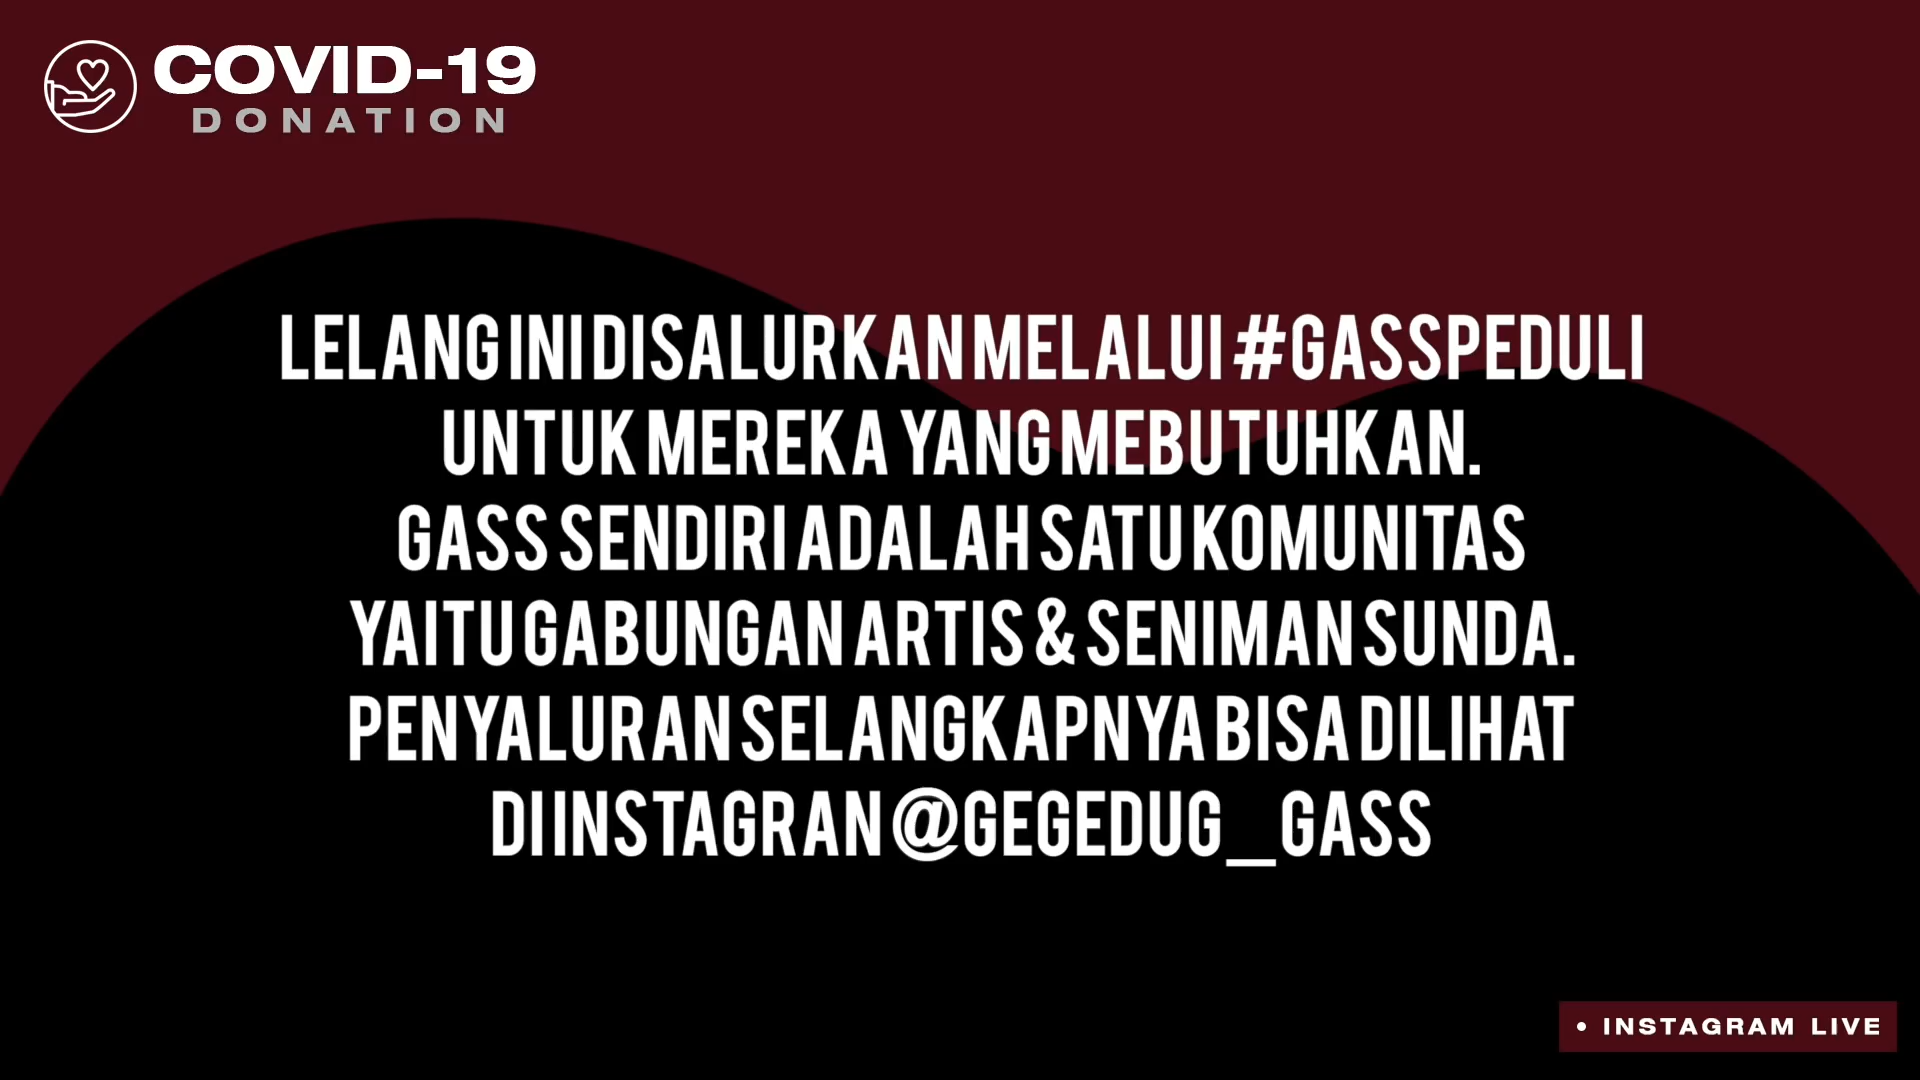 COVID-19
DONATION
LELANG INI DISALURKAN MELALUI #GASSPEDULI
UNTUK MEREKA YANG MEBUTUHKAN.
GASS SENDIRI ADALAH SATU KOMUNITAS
YAITU GABUNGAN ARTIS & SENIMAN SUNDA.
PENYALURAN SELANGKAPNYA BISA DILIHAT
DI INSTAGRAN @GEGEDUG_GASS
• INSTAGRAM LIVE